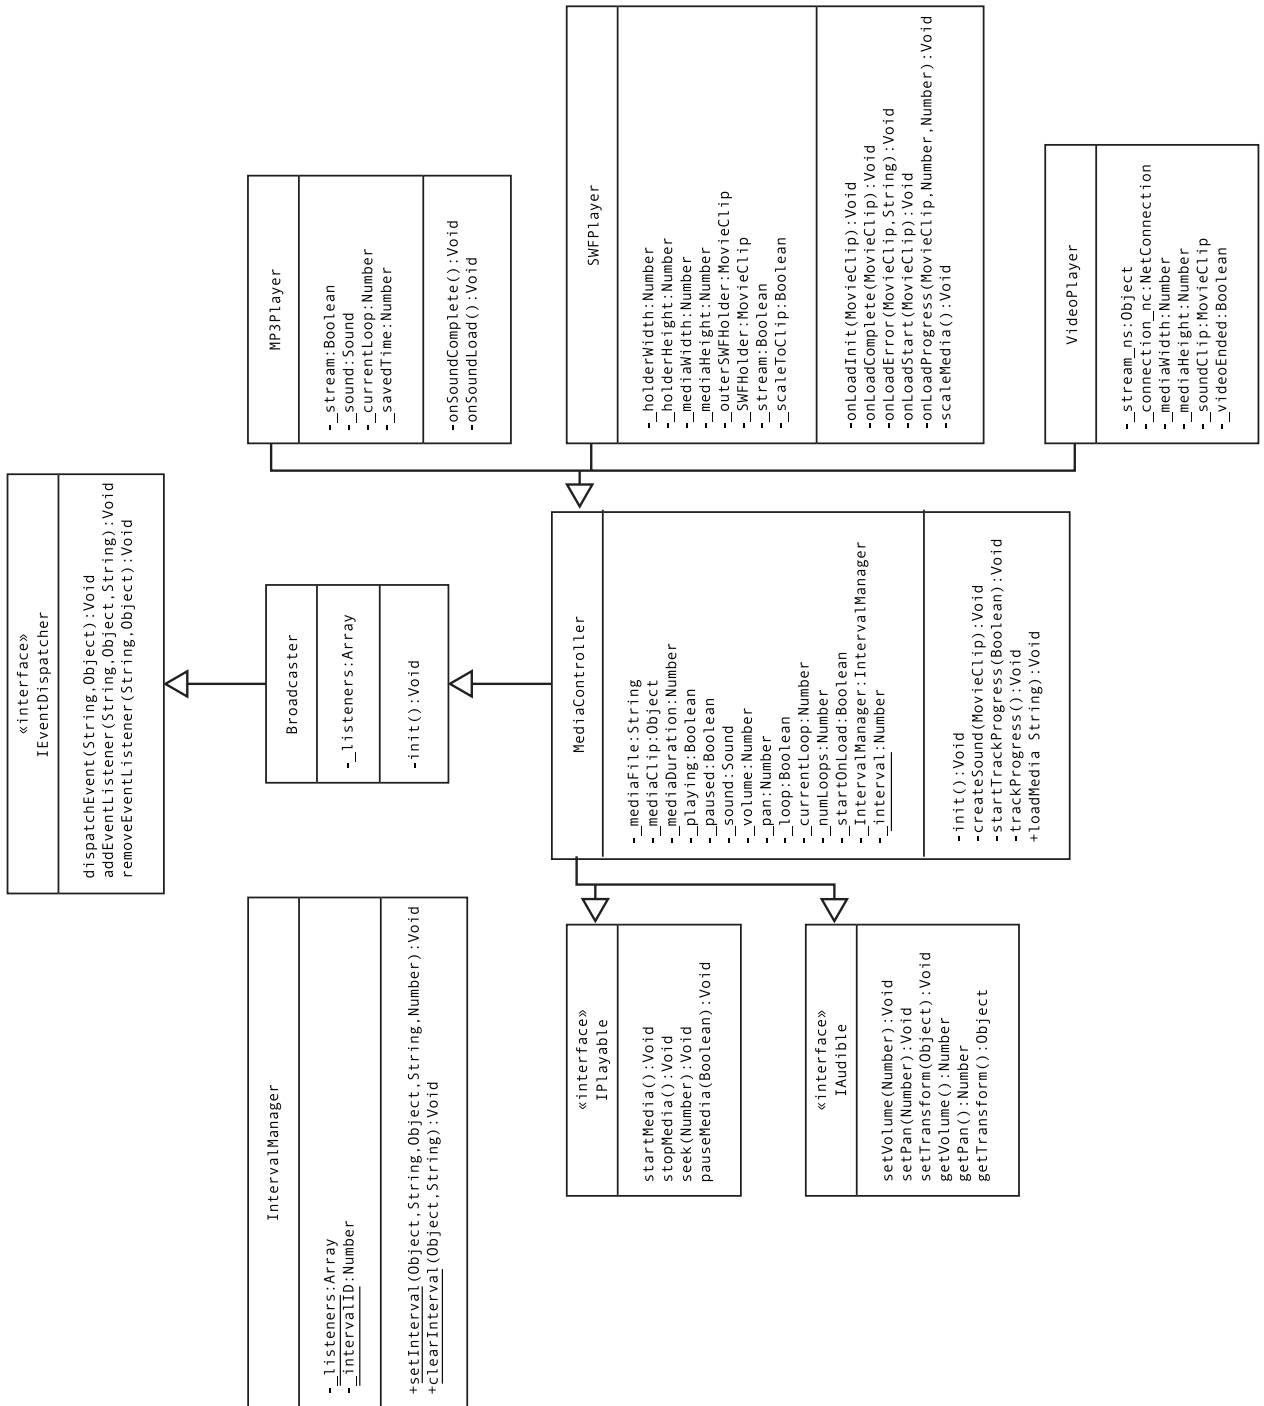 «interface»
IEventDispatcher
dispatchEvent(String,Object):Void
addEventListener(String,Object,String):Void
removeEventListener(String,Object):Void
IntervalManager
-_listeners:Array
-_intervalID:Number
+setInterval(Object,String,Object,String,Number):Void
+clearInterval(Object,String):Void
Broadcaster
-_listeners:Array
-init():Void
MP3Player
-_stream:Boolean
-_sound:Sound
-_currentLoop:Number
-_savedTime:Number
-onSoundComplete():Void
-onSoundLoad():Void
«interface»
IPlayable
startMedia():Void
stopMedia():Void
seek(Number):Void
pauseMedia(Boolean):Void
«interface»
IAudible
setVolume(Number):Void
setPan(Number):Void
setTransform(Object):Void
getVolume():Number
getPan():Number
getTransform():Object
MediaController
-_mediaFile:String
-_mediaClip:Object
-_mediaDuration:Number
-_playing:Boolean
-_paused:Boolean
-_sound:Sound
-_volume:Number
-_pan:Number
-_loop:Boolean
-_currentLoop:Number
-_numLoops:Number
-_startOnLoad:Boolean
-_IntervalManager:IntervalManager
-_interval:Number
-init():Void
-createSound(MovieClip):Void
-startTrackProgress(Boolean):Void
-trackProgress():Void
+loadMedia String):Void
SWFPlayer
-_holderWidth:Number
-_holderHeight:Number
-_mediaWidth:Number
-_mediaHeight:Number
-_outerSWFHolder:MovieClip
-_SWFHolder:MovieClip
-_stream:Boolean
-_scaleToClip:Boolean
-onLoadInit(MovieClip):Void
-onLoadComplete(MovieClip):Void
-onLoadError(MovieClip,String):Void
-onLoadStart(MovieClip):Void
-onLoadProgress(MovieClip,Number,Number):Void
-scaleMedia():Void
VideoPlayer
-_stream_ns:Object
-_connection_nc:NetConnection
-_mediaWidth:Number
-_mediaHeight:Number
-_soundClip:MovieClip
-_videoEnded:Boolean